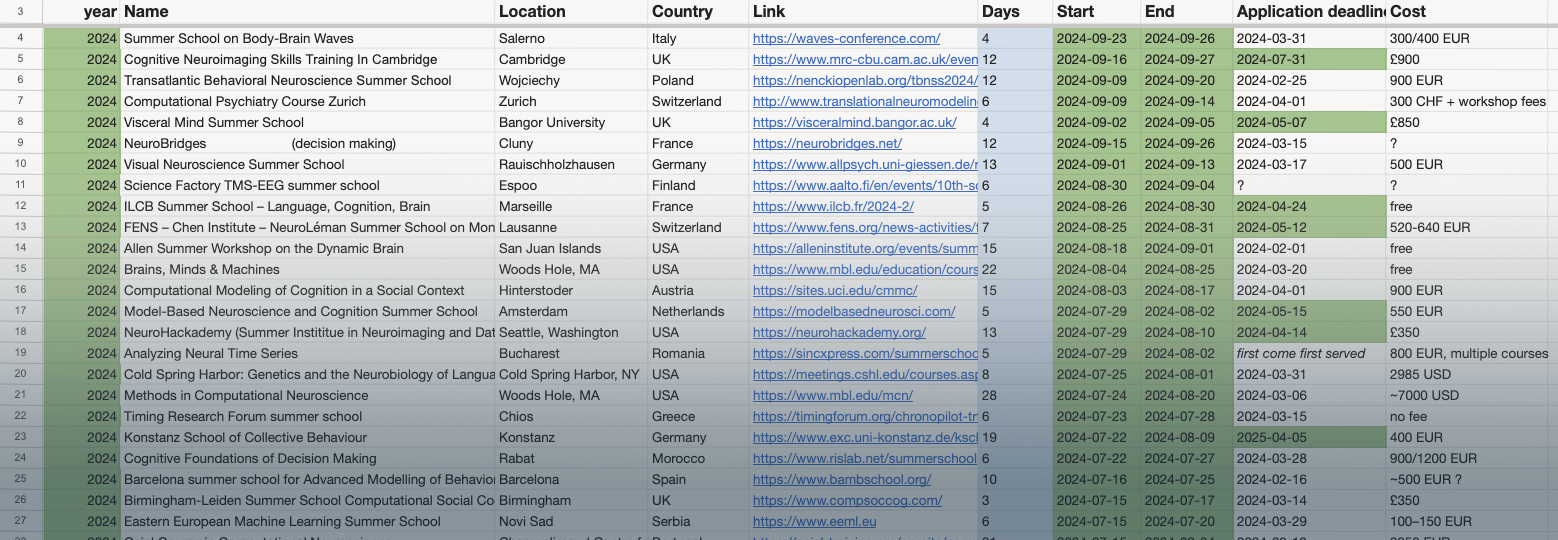 3 year Name Location Country Link Days Start End Application deadlin Cost
4 2024 Summer School on Body-Brain Waves Salerno Italy https://waves-conference.com/ 4 2024-09-23 2024-09-26 2024-03-31 300/400 EUR
5 2024 Cognitive Neuroimaging Skills Training In Cambridge Cambridge UK https://www.mrc-cbu.cam.ac.uk/even 12 2024-09-16 2024-09-27 2024-07-31 £900
6 2024 Transatlantic Behavioral Neuroscience Summer School Wojciechy Poland https://nenckiopenlab.org/tbnss2024/ 12 2024-09-09 2024-09-20 2024-02-25 900 EUR
7 2024 Computational Psychiatry Course Zurich Zurich Switzerland http://www.translationalneuromodelin 6 2024-09-09 2024-09-14 2024-04-01 300 CHF + workshop fees
8 2024 Visceral Mind Summer School Bangor University UK https://visceralmind.bangor.ac.uk/ 4 2024-09-02 2024-09-05 2024-05-07 £850
9 2024 NeuroBridges (decision making) Cluny France https://neurobridges.net/ 12 2024-09-15 2024-09-26 2024-03-15 ?
10 2024 Visual Neuroscience Summer School Rauischholzhausen Germany https://www.allpsych.uni-giessen.de/r 13 2024-09-01 2024-09-13 2024-03-17 500 EUR
11 2024 Science Factory TMS-EEG summer school Espoo Finland https://www.aalto.fi/en/events/10th-sc 6 2024-08-30 2024-09-04 ? ?
12 2024 ILCB Summer School – Language, Cognition, Brain Marseille France https://www.ilcb.fr/2024-2/ 5 2024-08-26 2024-08-30 2024-04-24 free
13 2024 FENS – Chen Institute – NeuroLéman Summer School on Mon Lausanne Switzerland https://www.fens.org/news-activities/f 7 2024-08-25 2024-08-31 2024-05-12 520-640 EUR
14 2024 Allen Summer Workshop on the Dynamic Brain San Juan Islands USA https://alleninstitute.org/events/summ 15 2024-08-18 2024-09-01 2024-02-01 free
15 2024 Brains, Minds & Machines Woods Hole, MA USA https://www.mbl.edu/education/cours 22 2024-08-04 2024-08-25 2024-03-20 free
16 2024 Computational Modeling of Cognition in a Social Context Hinterstoder Austria https://sites.uci.edu/cmmc/ 15 2024-08-03 2024-08-17 2024-04-01 900 EUR
17 2024 Model-Based Neuroscience and Cognition Summer School Amsterdam Netherlands https://modelbasedneurosci.com/ 5 2024-07-29 2024-08-02 2024-05-15 550 EUR
18 2024 NeuroHackademy (Summer Institiue in Neuroimaging and Dat Seattle, Washington USA https://neurohackademy.org/ 13 2024-07-29 2024-08-10 2024-04-14 £350
19 2024 Analyzing Neural Time Series Bucharest Romania https://sincxpress.com/summerschoo 5 2024-07-29 2024-08-02 first come first served 800 EUR, multiple courses
20 2024 Cold Spring Harbor: Genetics and the Neurobiology of Langua Cold Spring Harbor, NY USA https://meetings.cshl.edu/courses.asp 8 2024-07-25 2024-08-01 2024-03-31 2985 USD
21 2024 Methods in Computational Neuroscience Woods Hole, MA USA https://www.mbl.edu/mcn/ 28 2024-07-24 2024-08-20 2024-03-06 ~7000 USD
22 2024 Timing Research Forum summer school Chios Greece https://timingforum.org/chronopilot-tr 6 2024-07-23 2024-07-28 2024-03-15 no fee
23 2024 Konstanz School of Collective Behaviour Konstanz Germany https://www.exc.uni-konstanz.de/kscl 19 2024-07-22 2024-08-09 2025-04-05 400 EUR
24 2024 Cognitive Foundations of Decision Making Rabat Morocco https://www.rislab.net/summerschool 6 2024-07-22 2024-07-27 2024-03-28 900/1200 EUR
25 2024 Barcelona summer school for Advanced Modelling of Behavior Barcelona Spain https://www.bambschool.org/ 10 2024-07-16 2024-07-25 2024-02-16 ~500 EUR ?
26 2024 Birmingham-Leiden Summer School Computational Social Co Birmingham UK https://www.compsoccog.com/ 3 2024-07-15 2024-07-17 2024-03-14 £350
27 2024 Eastern European Machine Learning Summer School Novi Sad Serbia https://www.eeml.eu 6 2024-07-15 2024-07-20 2024-03-29 100–150 EUR